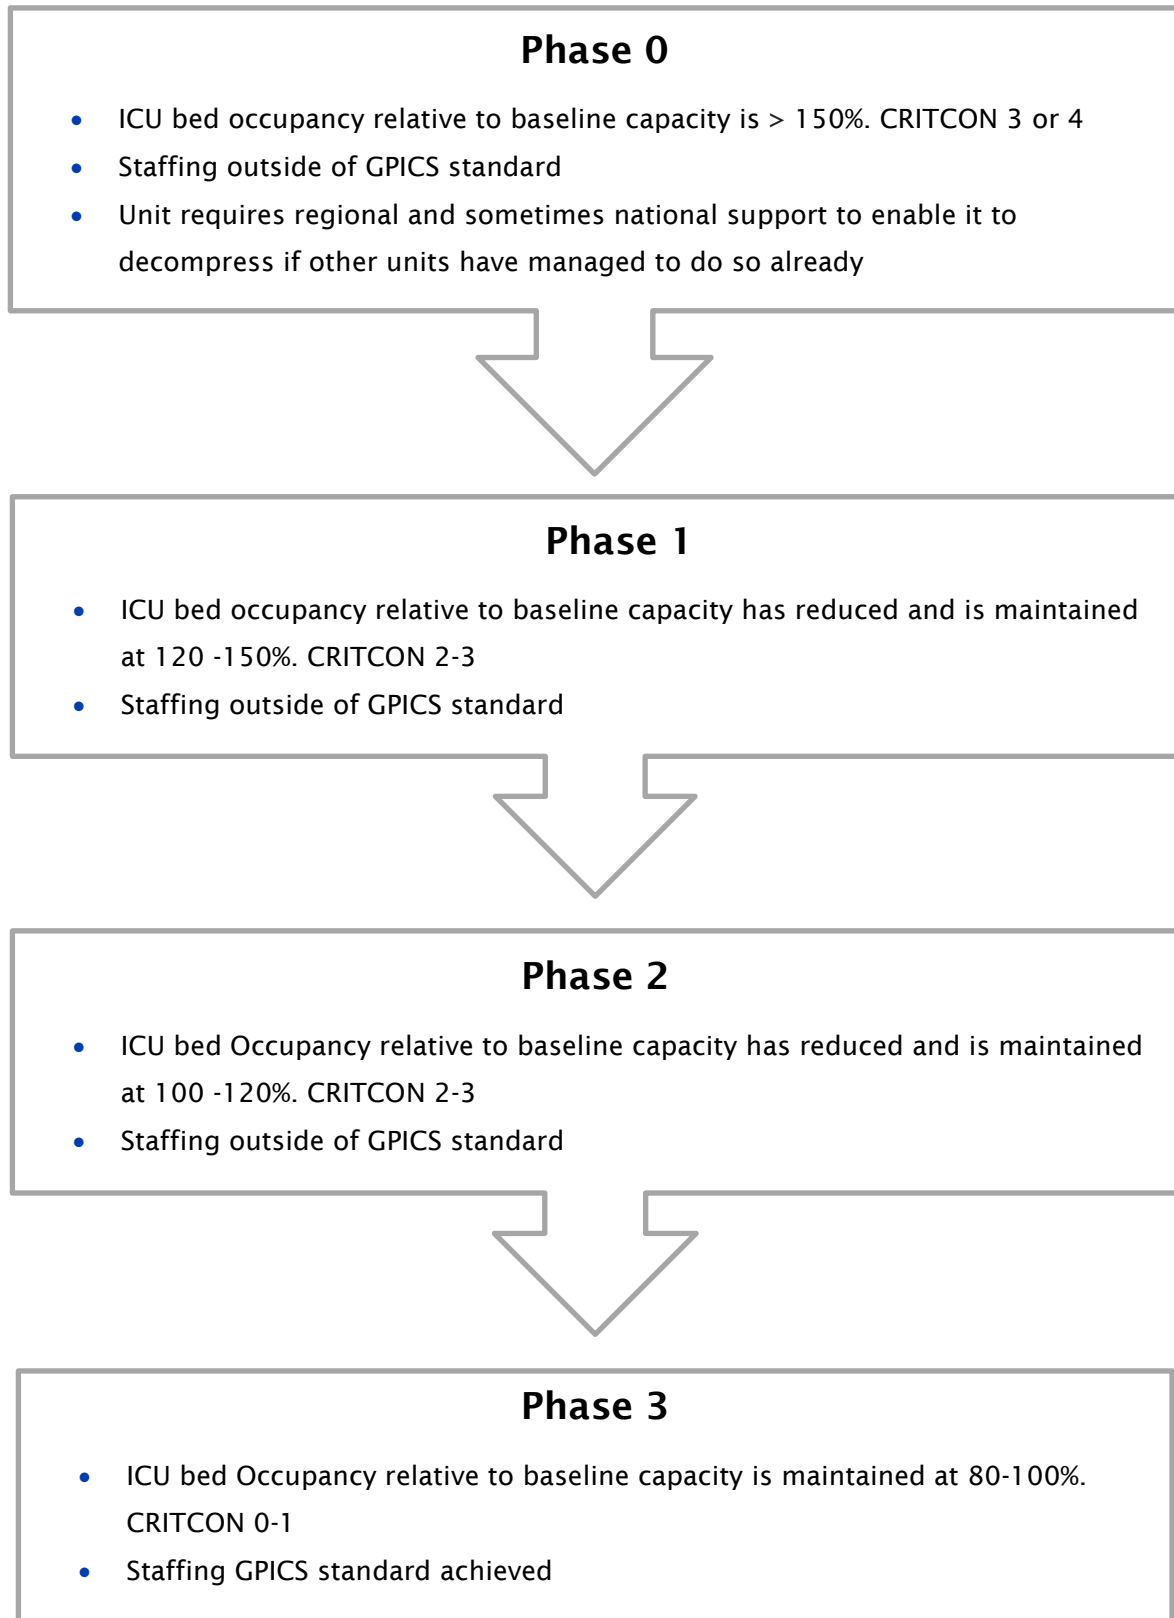 Phase 0
• ICU bed occupancy relative to baseline capacity is > 150%. CRITCON 3 or 4
• Staffing outside of GPICS standard
• Unit requires regional and sometimes national support to enable it to
decompress if other units have managed to do so already
Phase 1
• ICU bed occupancy relative to baseline capacity has reduced and is maintained
at 120 -150%. CRITCON 2-3
• Staffing outside of GPICS standard
Phase 2
• ICU bed Occupancy relative to baseline capacity has reduced and is maintained
at 100 -120%. CRITCON 2-3
• Staffing outside of GPICS standard
Phase 3
• ICU bed Occupancy relative to baseline capacity is maintained at 80-100%.
CRITCON 0-1
• Staffing GPICS standard achieved